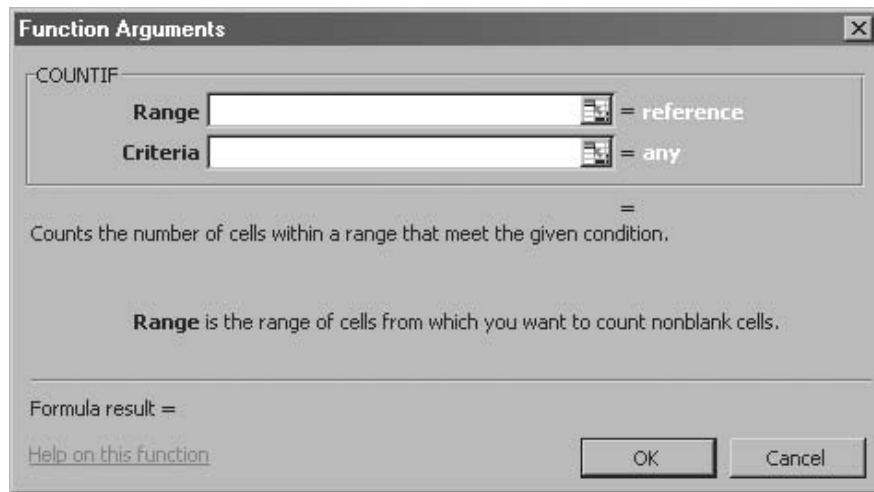 Function Arguments
COUNTIF
Range = reference
Criteria = any
=
Counts the number of cells within a range that meet the given condition.
Range is the range of cells from which you want to count nonblank cells.
Formula result =
Help on this function
OK Cancel